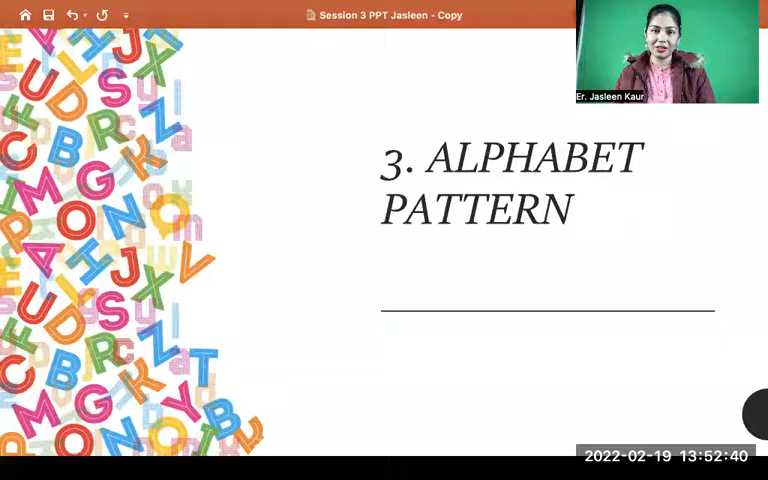 Session 3 PPT Jasleen - Copy
Er. Jasleen Kaur
3. ALPHABET
PATTERN
2022-02-19 13:52:40